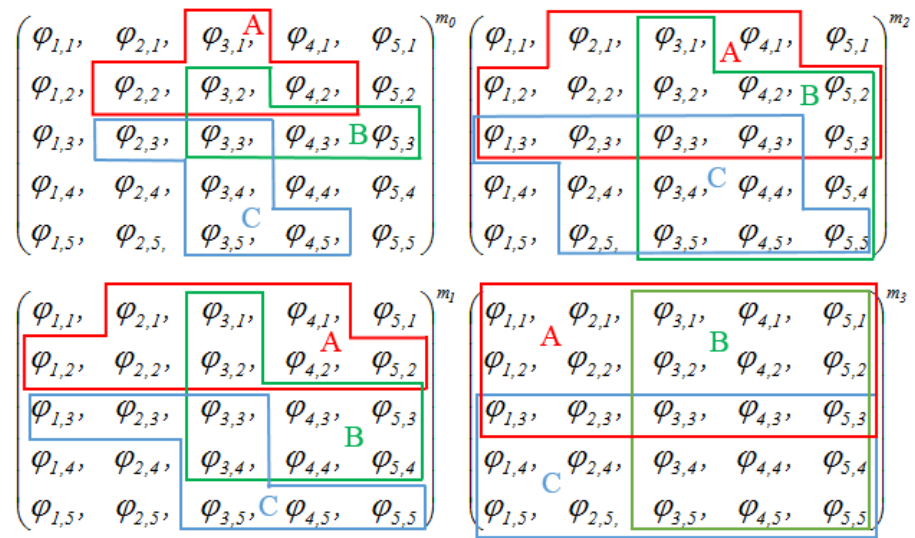 φ1,1, φ2,1, φ3,1, A φ4,1, φ5,1 m0
φ1,2, φ2,2, φ3,2, φ4,2, φ5,2
φ1,3, φ2,3, φ3,3, φ4,3, B φ5,3
φ1,4, φ2,4, φ3,4, φ4,4, φ5,4
C
φ1,5, φ2,5, φ3,5, φ4,5, φ5,5
φ1,1, φ2,1, φ3,1, A φ4,1, φ5,1 m2
φ1,2, φ2,2, φ3,2, φ4,2, B φ5,2
φ1,3, φ2,3, φ3,3, φ4,3, φ5,3
φ1,4, φ2,4, φ3,4, C φ4,4, φ5,4
φ1,5, φ2,5, φ3,5, φ4,5, φ5,5
φ1,1, φ2,1, φ3,1, φ4,1, φ5,1 m1
A
φ1,2, φ2,2, φ3,2, φ4,2, φ5,2
φ1,3, φ2,3, φ3,3, φ4,3, φ5,3
B
φ1,4, φ2,4, φ3,4, φ4,4, φ5,4
φ1,5, φ2,5, φ3,5, C φ4,5, φ5,5
φ1,1, φ2,1, φ3,1, φ4,1, φ5,1 m3
A B
φ1,2, φ2,2, φ3,2, φ4,2, φ5,2
φ1,3, φ2,3, φ3,3, φ4,3, φ5,3
φ1,4, φ2,4, φ3,4, φ4,4, φ5,4
C
φ1,5, φ2,5, φ3,5, φ4,5, φ5,5